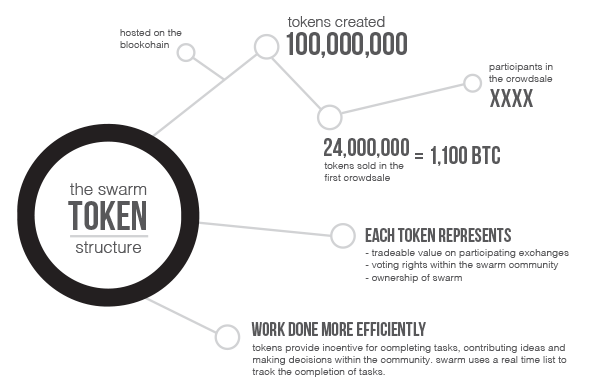 hosted on the
blockchain
tokens created
100,000,000
participants in
the crowdsale
XXXX
24,000,000
tokens sold in the
first crowdsale
= 1,100 BTC
the swarm
TOKEN
structure
EACH TOKEN REPRESENTS
- tradeable value on participating exchanges
- voting rights within the swarm community
- ownership of swarm
WORK DONE MORE EFFICIENTLY
tokens provide incentive for completing tasks, contributing ideas and
making decisions within the community. swarm uses a real time list to
track the completion of tasks.